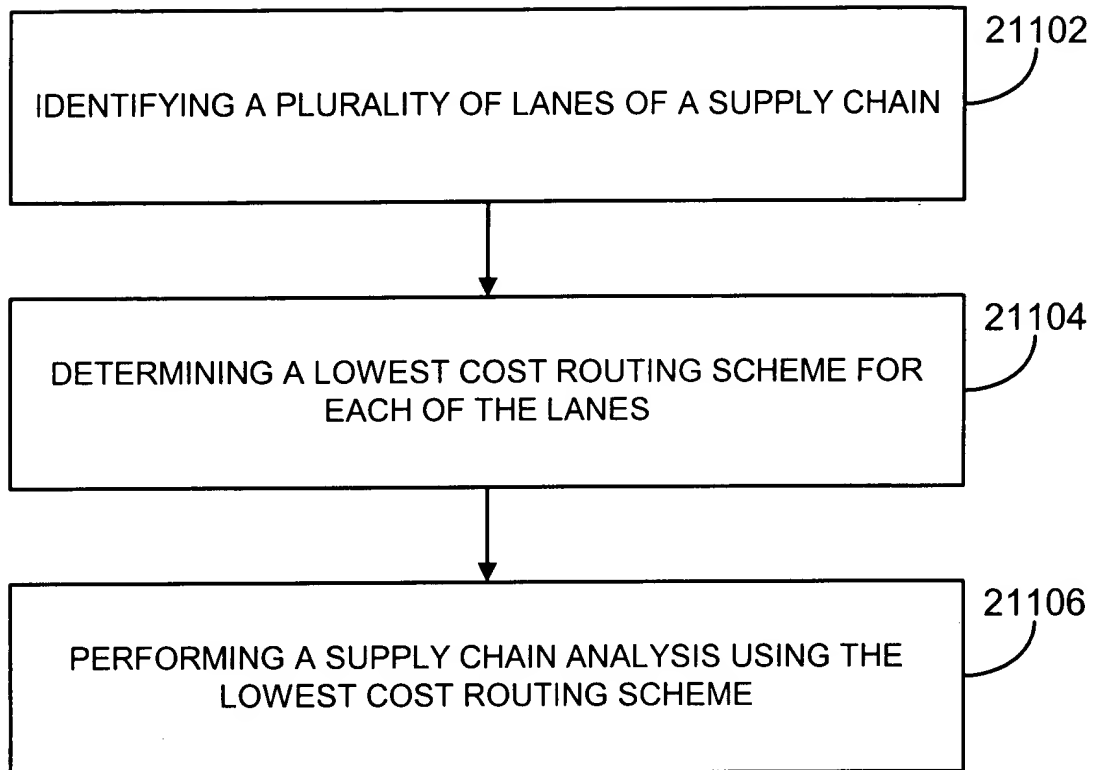 21102
IDENTIFYING A PLURALITY OF LANES OF A SUPPLY CHAIN
21104
DETERMINING A LOWEST COST ROUTING SCHEME FOR
EACH OF THE LANES
21106
PERFORMING A SUPPLY CHAIN ANALYSIS USING THE
LOWEST COST ROUTING SCHEME